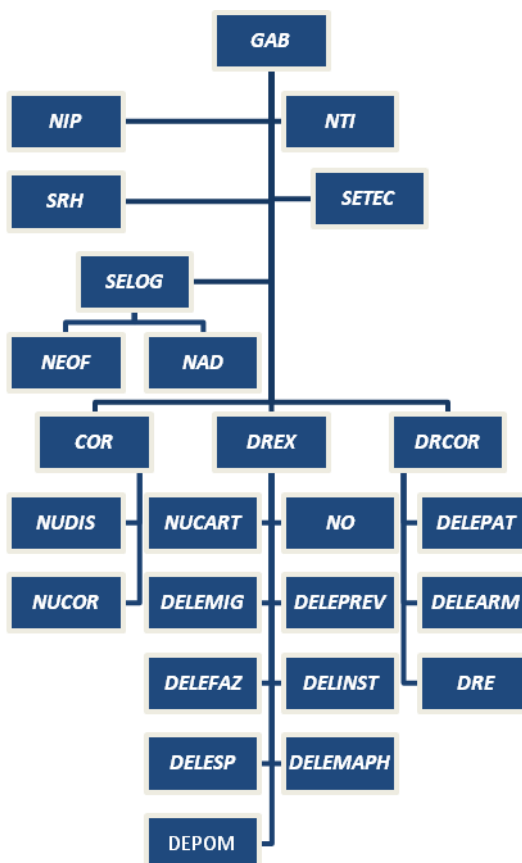 GAB
NIP
NTI
SRH
SETEC
SELOG
NEOF
NAD
COR
DREX
DRCOR
NUDIS
NUCART
NO
DELEPAT
NUCOR
DELEMIG
DELEPREV
DELEARM
DELEFAZ
DELINST
DRE
DELESP
DELEMAPH
DEPOM